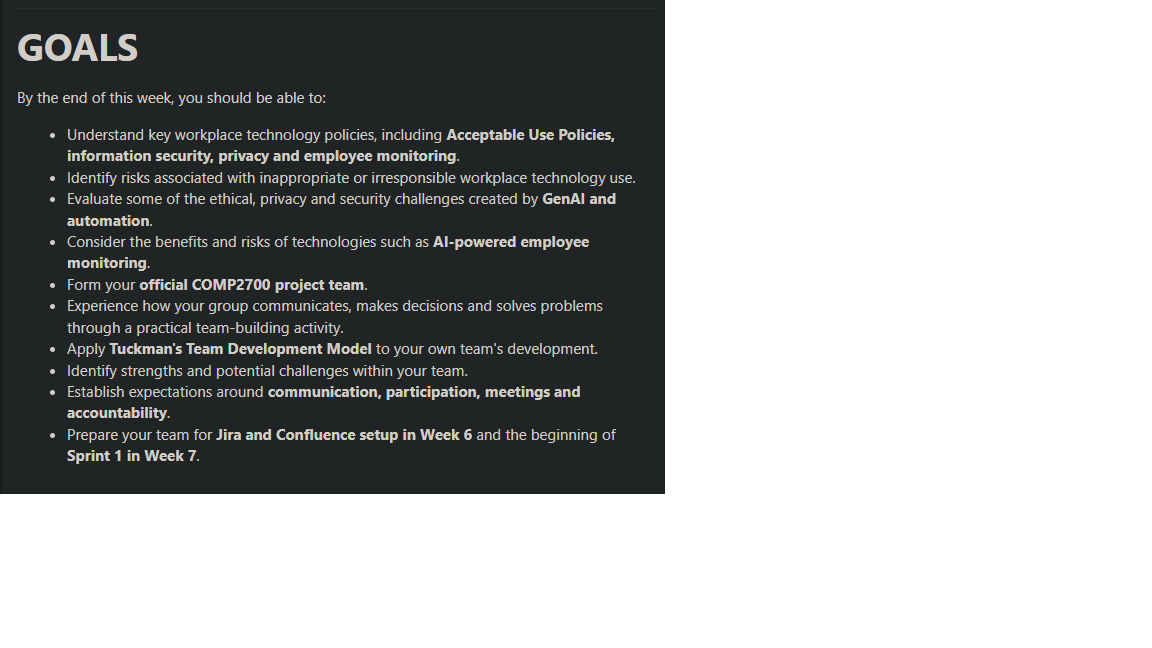 GOALS
By the end of this week, you should be able to:
• Understand key workplace technology policies, including Acceptable Use Policies,
information security, privacy and employee monitoring.
• Identify risks associated with inappropriate or irresponsible workplace technology use.
• Evaluate some of the ethical, privacy and security challenges created by GenAI and
automation.
• Consider the benefits and risks of technologies such as AI-powered employee
monitoring.
• Form your official COMP2700 project team.
• Experience how your group communicates, makes decisions and solves problems
through a practical team-building activity.
• Apply Tuckman's Team Development Model to your own team's development.
• Identify strengths and potential challenges within your team.
• Establish expectations around communication, participation, meetings and
accountability.
• Prepare your team for Jira and Confluence setup in Week 6 and the beginning of
Sprint 1 in Week 7.